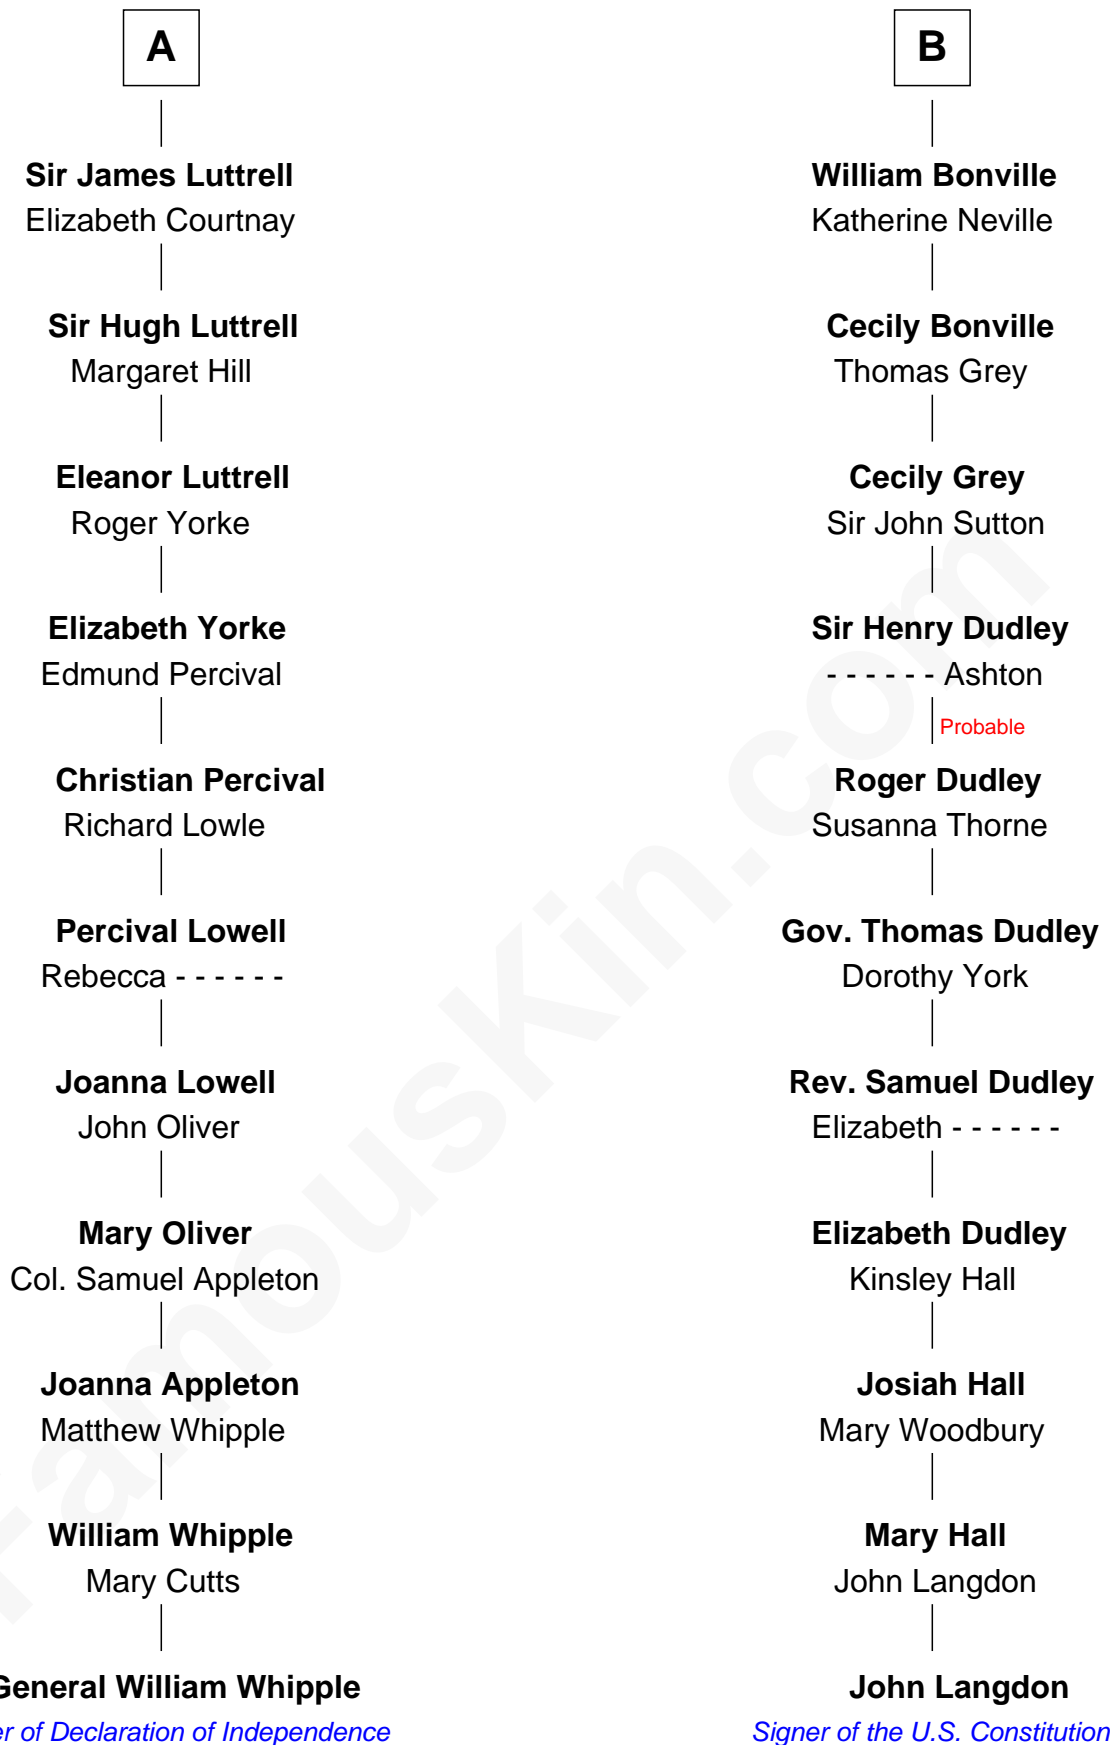 A
Sir James Luttrell
Elizabeth Courtnay
Sir Hugh Luttrell
Margaret Hill
Eleanor Luttrell
Roger Yorke
Elizabeth Yorke
Edmund Percival
Christian Percival
Richard Lowle
Percival Lowell
Rebecca - - - - - -
Joanna Lowell
John Oliver
Mary Oliver
Col. Samuel Appleton
Joanna Appleton
Matthew Whipple
William Whipple
Mary Cutts
General William Whipple
er of Declaration of Independence
B
William Bonville
Katherine Neville
Cecily Bonville
Thomas Grey
Cecily Grey
Sir John Sutton
Sir Henry Dudley
- - - - - - Ashton
Probable
Roger Dudley
Susanna Thorne
Gov. Thomas Dudley
Dorothy York
Rev. Samuel Dudley
Elizabeth - - - - - -
Elizabeth Dudley
Kinsley Hall
Josiah Hall
Mary Woodbury
Mary Hall
John Langdon
John Langdon
Signer of the U.S. Constitution
FamousKin.com